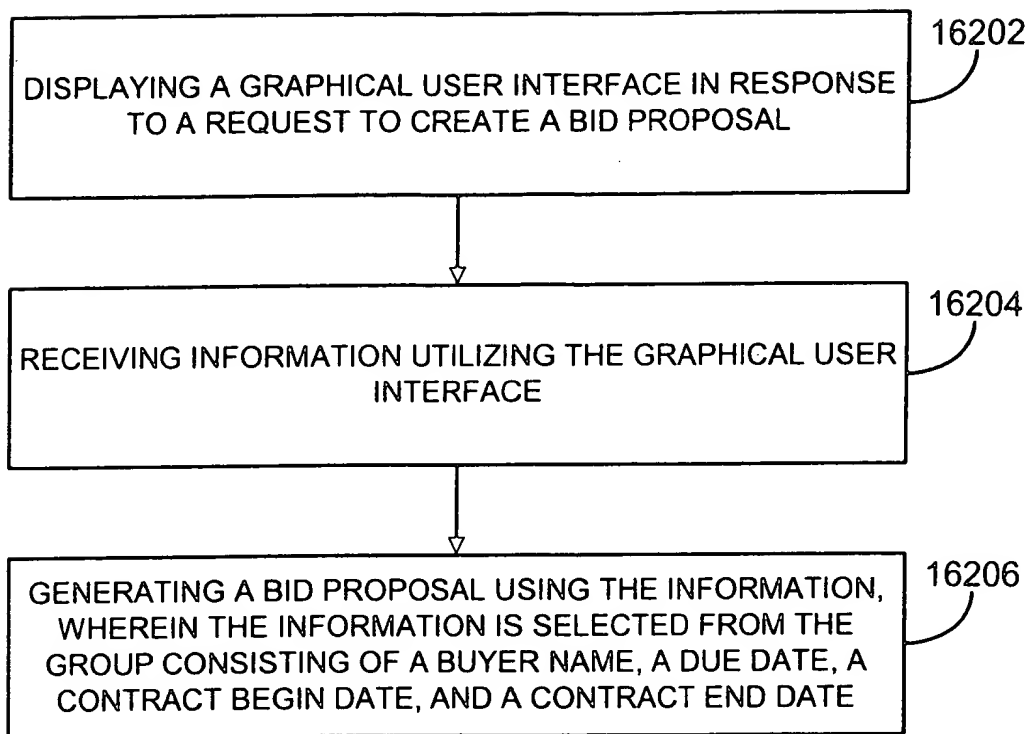 16202
DISPLAYING A GRAPHICAL USER INTERFACE IN RESPONSE
TO A REQUEST TO CREATE A BID PROPOSAL
16204
RECEIVING INFORMATION UTILIZING THE GRAPHICAL USER
INTERFACE
16206
GENERATING A BID PROPOSAL USING THE INFORMATION,
WHEREIN THE INFORMATION IS SELECTED FROM THE
GROUP CONSISTING OF A BUYER NAME, A DUE DATE, A
CONTRACT BEGIN DATE, AND A CONTRACT END DATE